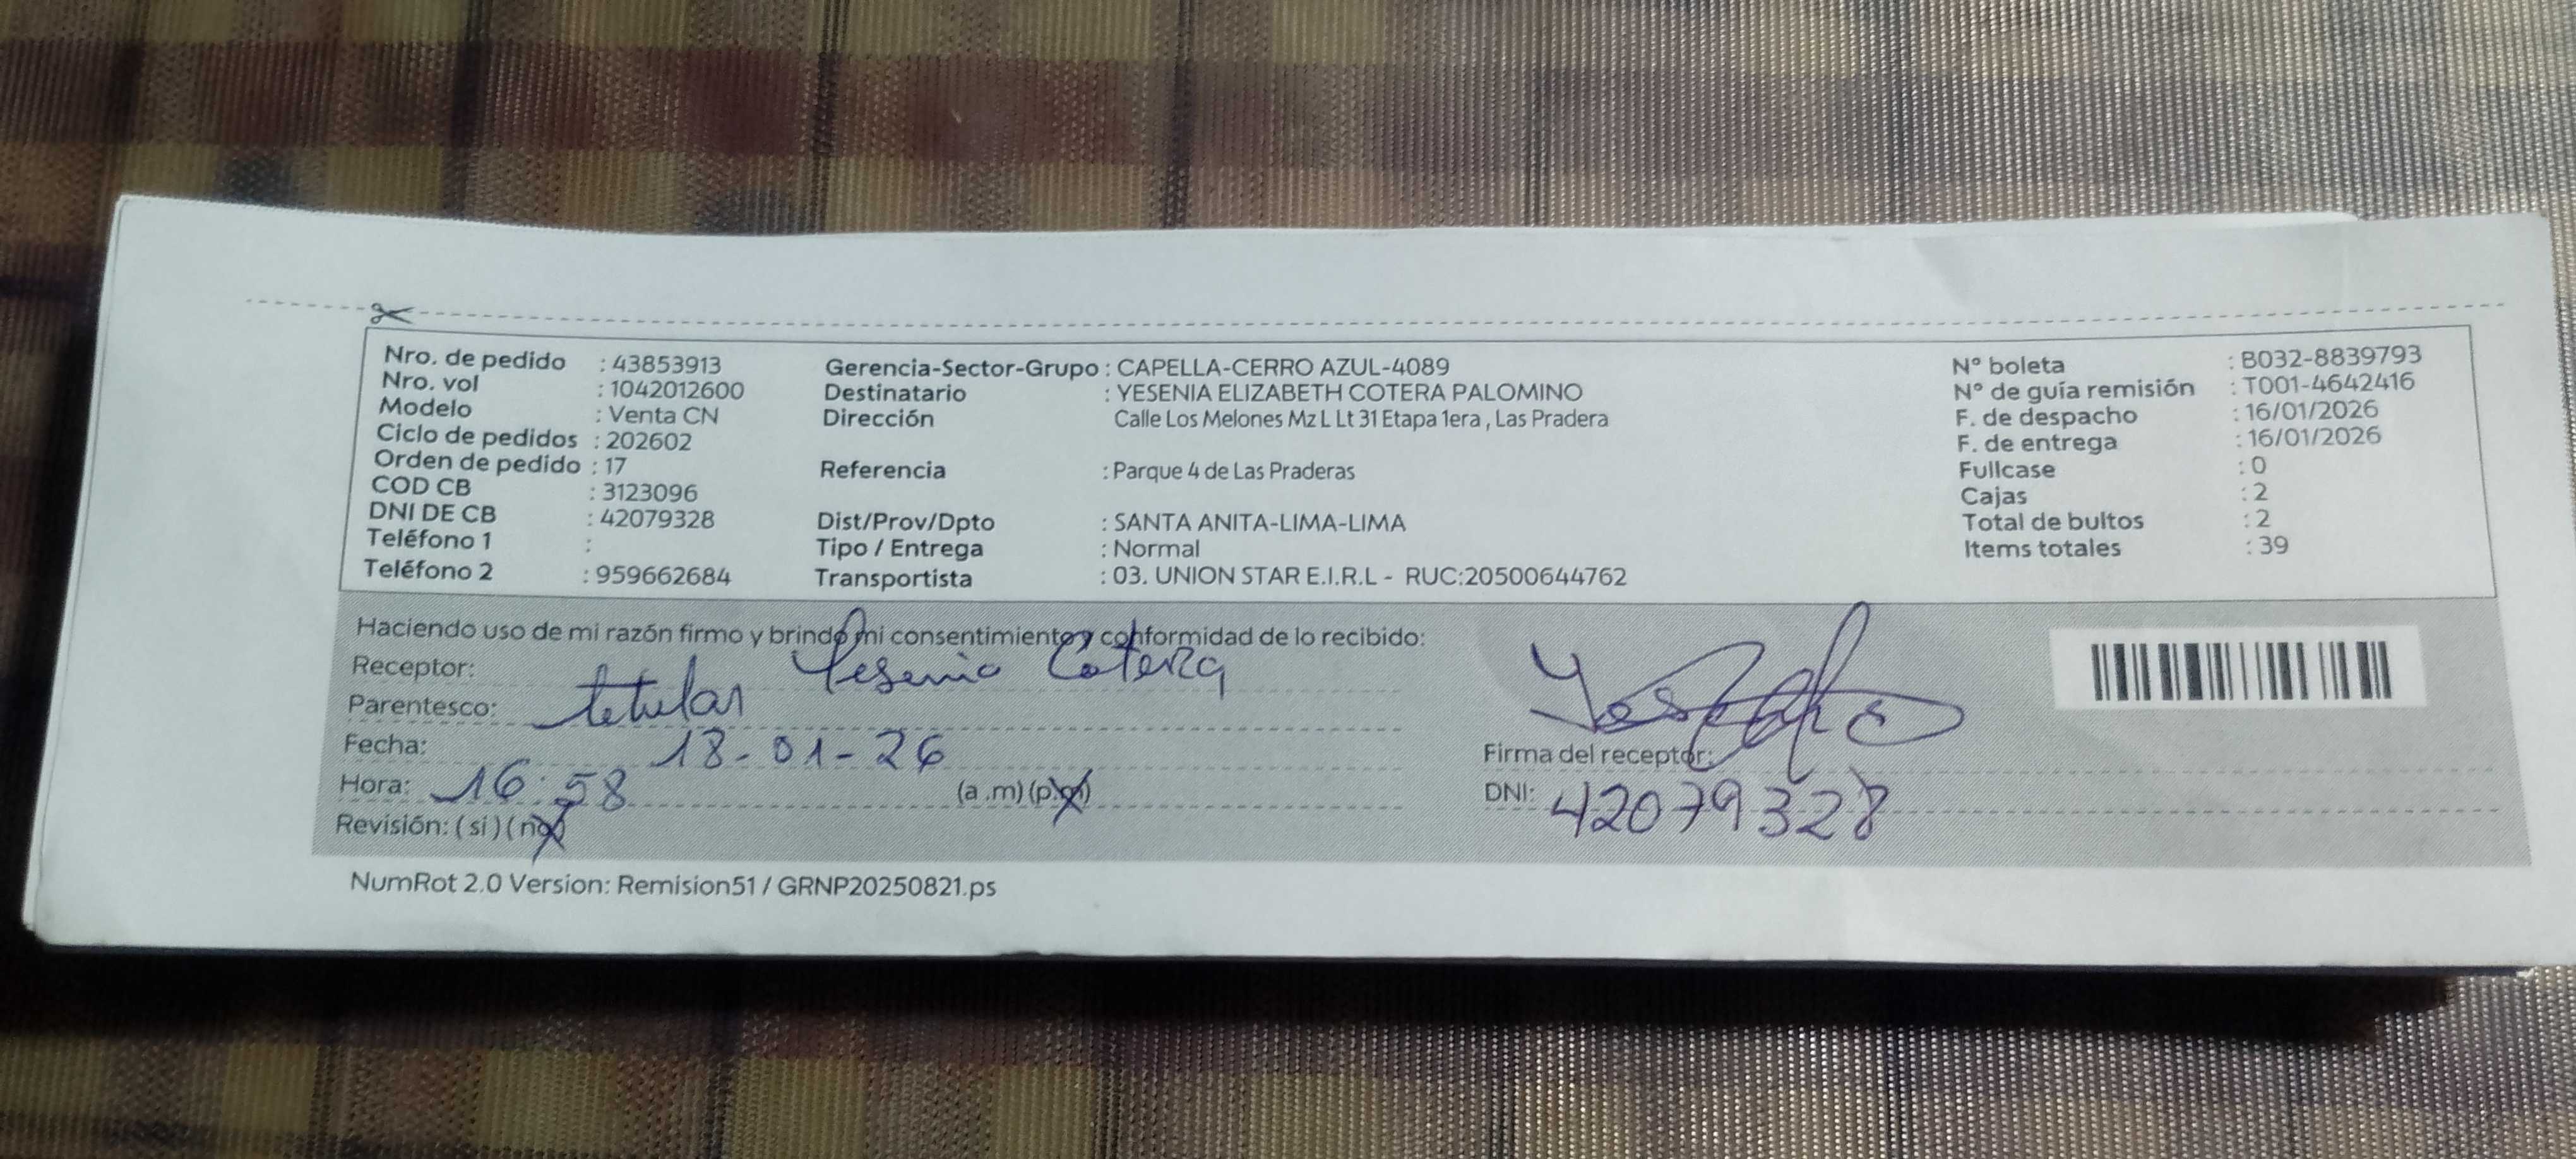 Nro. de pedido : 43853913
Nro. vol : 1042012600
Modelo : Venta CN
Ciclo de pedidos : 202602
Orden de pedido : 17
COD CB : 3123096
DNI DE CB : 42079328
Teléfono 1 :
Teléfono 2 : 959662684
Gerencia-Sector-Grupo : CAPELLA-CERRO AZUL-4089
Destinatario : YESENIA ELIZABETH COTERA PALOMINO
Dirección Calle Los Melones Mz L Lt 31 Etapa 1era , Las Pradera
Referencia : Parque 4 de Las Praderas
Dist/Prov/Dpto : SANTA ANITA-LIMA-LIMA
Tipo / Entrega : Normal
Transportista : 03. UNION STAR E.I.R.L - RUC:20500644762
N° boleta : B032-8839793
N° de guía remisión : T001-4642416
F. de despacho : 16/01/2026
F. de entrega : 16/01/2026
Fullcase : 0
Cajas : 2
Total de bultos : 2
Items totales : 39
Haciendo uso de mi razón firmo y brindo mi consentimiento y conformidad de lo recibido:
Receptor: Yesenia Cotera
Parentesco: titular
Fecha: 18-01-26
Hora: 16:58 (a .m) (p.m)
Revisión: ( si ) ( no )
Firma del receptor:
DNI: 42079328
NumRot 2.0 Version: Remision51 / GRNP20250821.ps